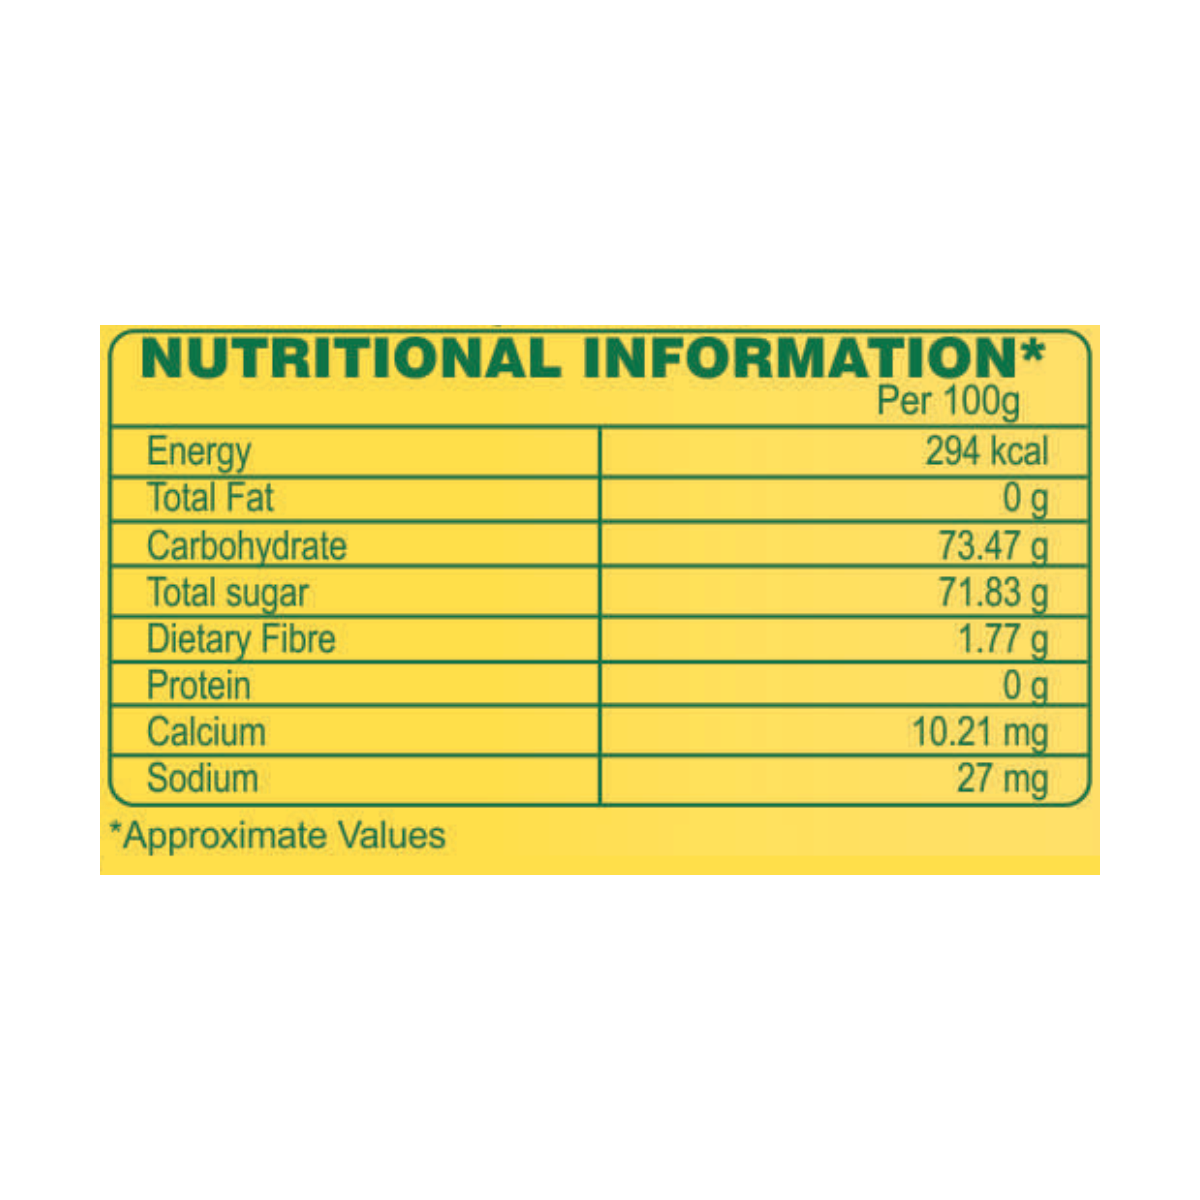 NUTRITIONAL INFORMATION*
Per 100g
Energy 294 kcal
Total Fat 0 g
Carbohydrate 73.47 g
Total sugar 71.83 g
Dietary Fibre 1.77 g
Protein 0 g
Calcium 10.21 mg
Sodium 27 mg
*Approximate Values